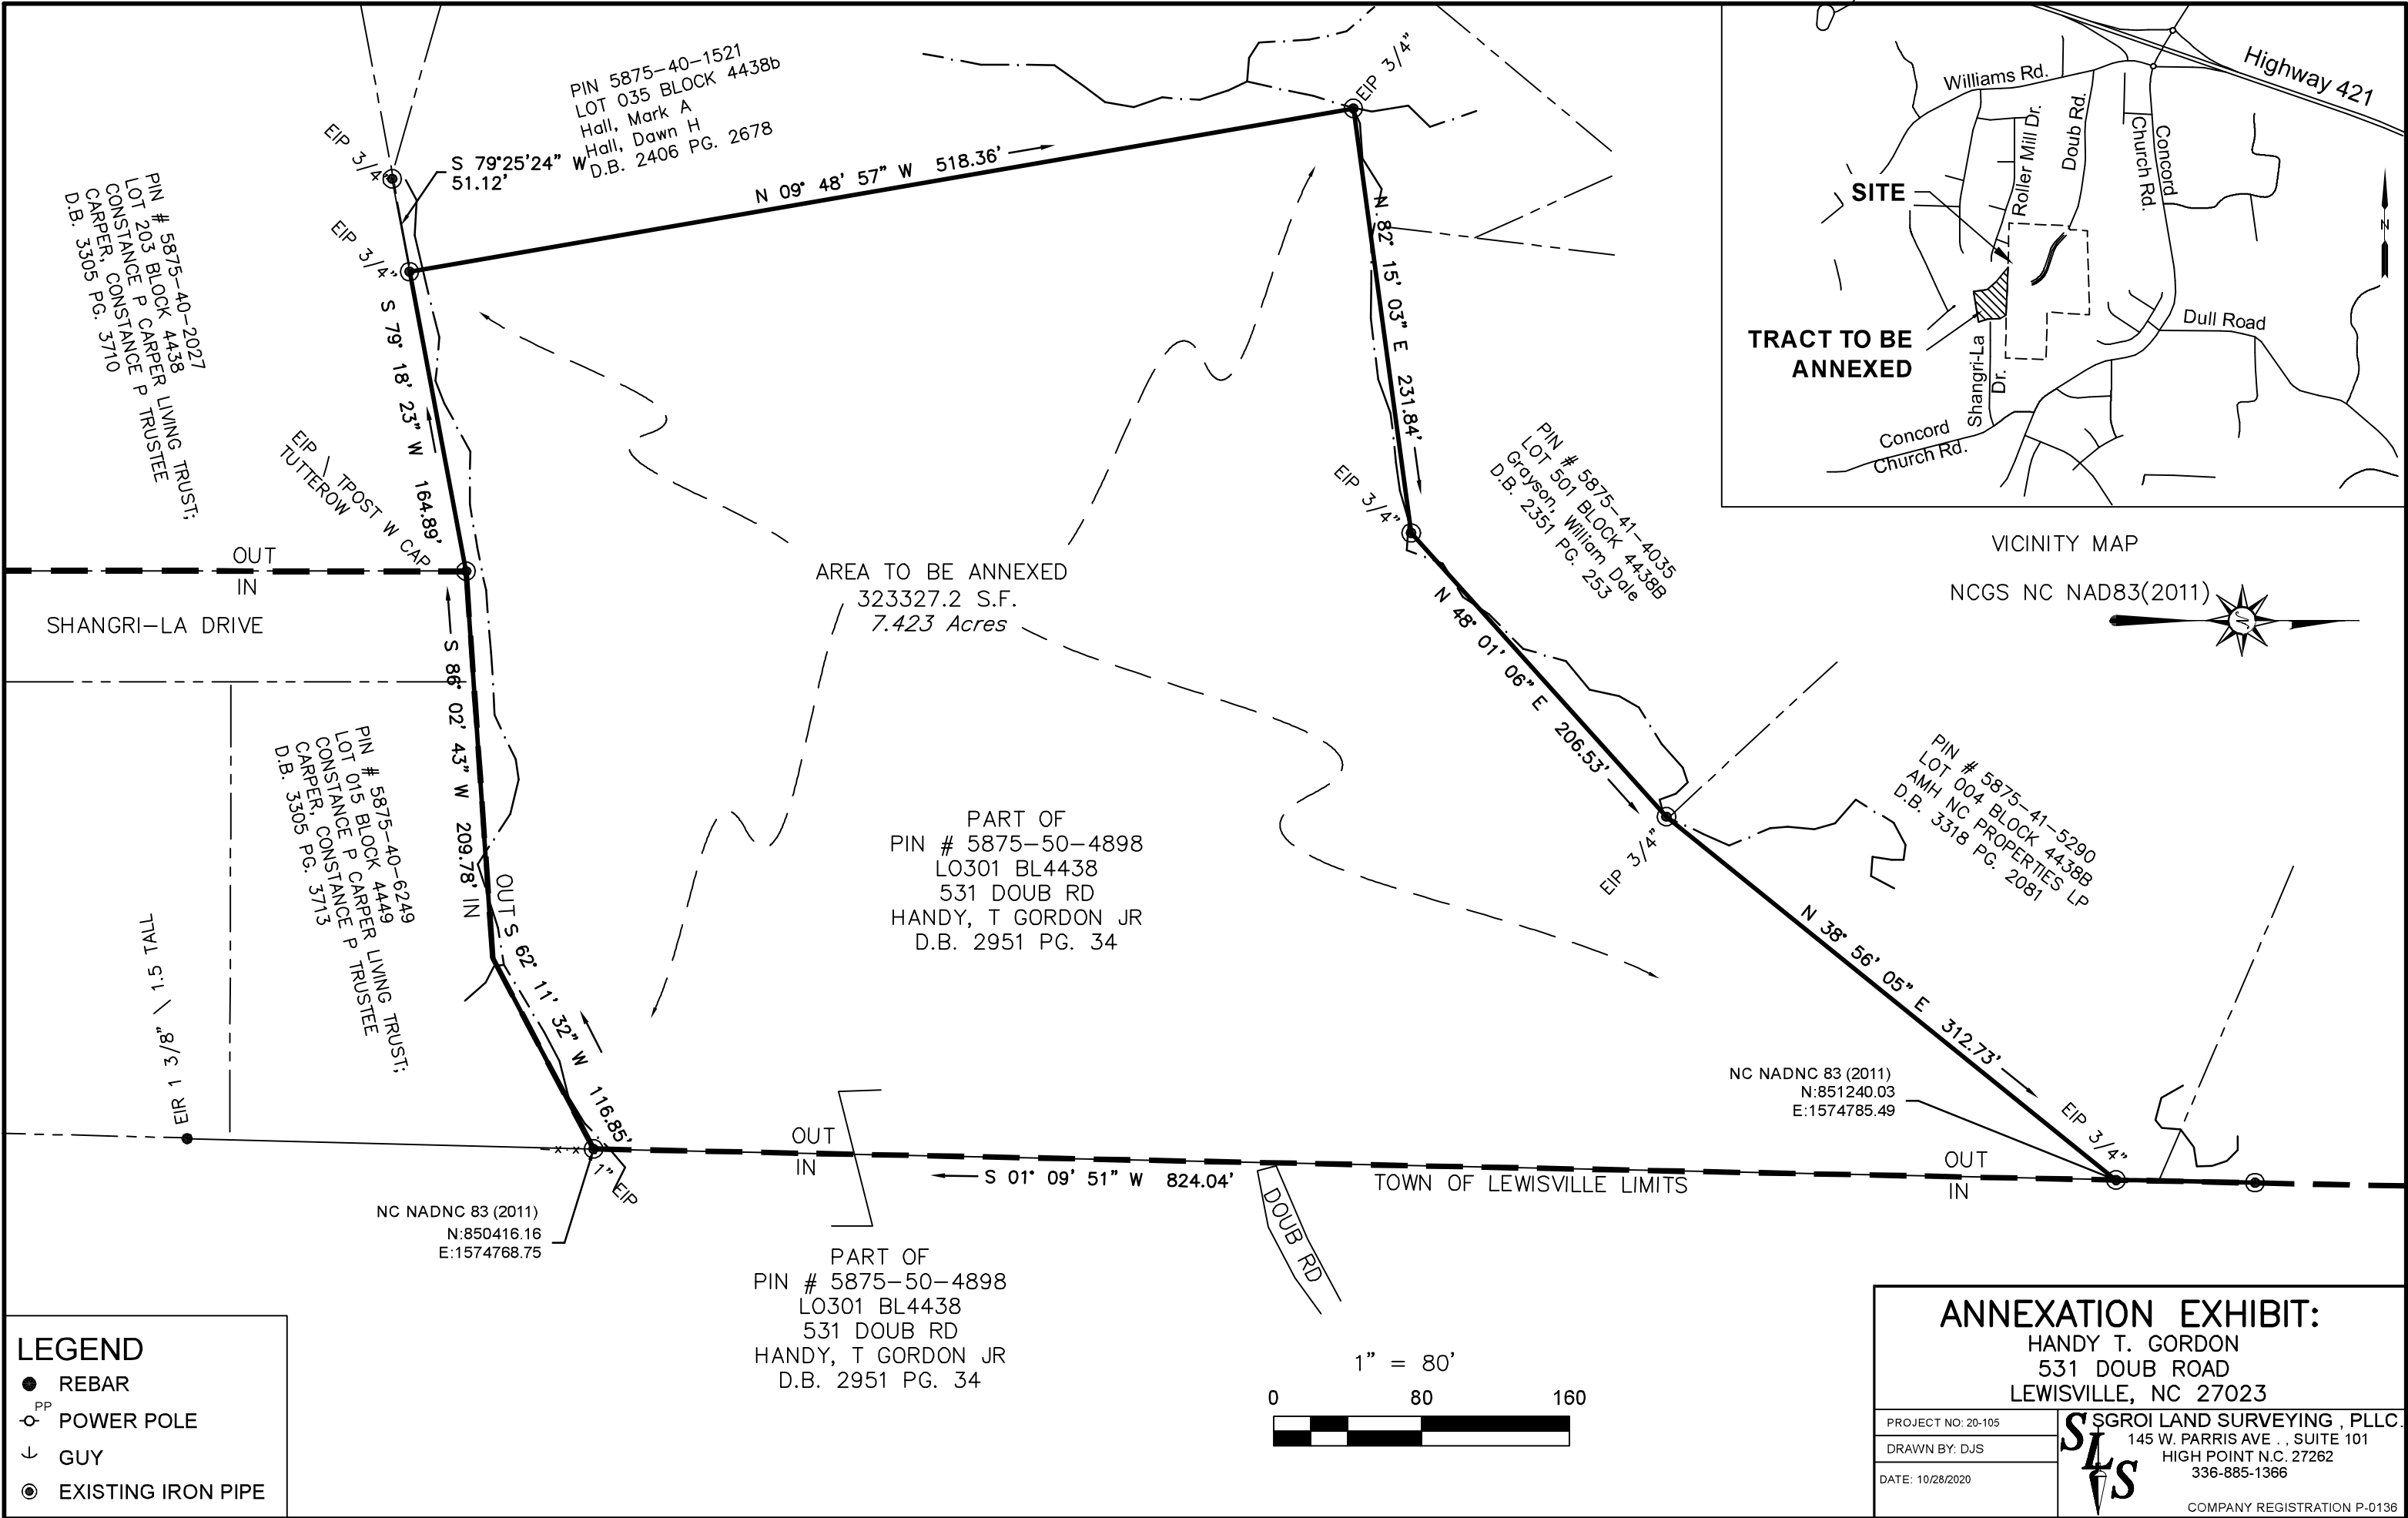 PIN 5875-40-1521
LOT 035 BLOCK 4438b
Hall, Mark A
Hall, Dawn H
D.B. 2406 PG. 2678
EIP 3/4"
S 79°25'24" W
51.12'
EIP 3/4"
N 09° 48' 57" W 518.36'
EIP 3/4"
PIN # 5875-40-2027
LOT 203 BLOCK 4438
CONSTANCE P CARPER LIVING TRUST;
CARPER, CONSTANCE P TRUSTEE
D.B. 3305 PG. 3710
S 79° 18' 23" W 164.89'
EIP \ TPOST W CAP
TUTTEROW
N 82° 15' 03" E 231.84'
EIP 3/4"
PIN # 5875-41-4035
LOT 501 BLOCK 4438B
Grayson, William Dale
D.B. 2351 PG. 253
OUT
IN
SHANGRI-LA DRIVE
AREA TO BE ANNEXED
323327.2 S.F.
7.423 Acres
S 86° 02' 43" W 209.78'
IN
OUT
N 48° 01' 06" E 206.53'
EIP 3/4"
PIN # 5875-40-6249
LOT 015 BLOCK 4449
CONSTANCE P CARPER LIVING TRUST;
CARPER, CONSTANCE P TRUSTEE
D.B. 3305 PG. 3713
PART OF
PIN # 5875-50-4898
LO301 BL4438
531 DOUB RD
HANDY, T GORDON JR
D.B. 2951 PG. 34
PIN # 5875-41-5290
LOT 004 BLOCK 4438B
AMH NC PROPERTIES LP
D.B. 3318 PG. 2081
N 38° 56' 05" E 312.73'
EIR 1 3/8" \ 1.5 TALL
S 62° 11' 32" W 116.85'
1" EIP
NC NADNC 83 (2011)
N:851240.03
E:1574785.49
EIP 3/4"
OUT
IN
S 01° 09' 51" W 824.04'
TOWN OF LEWISVILLE LIMITS
OUT
IN
DOUB RD
NC NADNC 83 (2011)
N:850416.16
E:1574768.75
PART OF
PIN # 5875-50-4898
LO301 BL4438
531 DOUB RD
HANDY, T GORDON JR
D.B. 2951 PG. 34
Highway 421
Williams Rd.
Roller Mill Dr.
Doub Rd.
Concord
Church Rd.
SITE
N
TRACT TO BE
ANNEXED
Dull Road
Shangri-La
Dr.
Concord
Church Rd.
VICINITY MAP
NCGS NC NAD83(2011)
N
LEGEND
REBAR
PP
POWER POLE
GUY
EXISTING IRON PIPE
1" = 80'
0 80 160
ANNEXATION EXHIBIT:
HANDY T. GORDON
531 DOUB ROAD
LEWISVILLE, NC 27023
PROJECT NO: 20-105
DRAWN BY: DJS
DATE: 10/28/2020
SLS
SGROI LAND SURVEYING , PLLC.
145 W. PARRIS AVE . , SUITE 101
HIGH POINT N.C. 27262
336-885-1366
COMPANY REGISTRATION P-0136